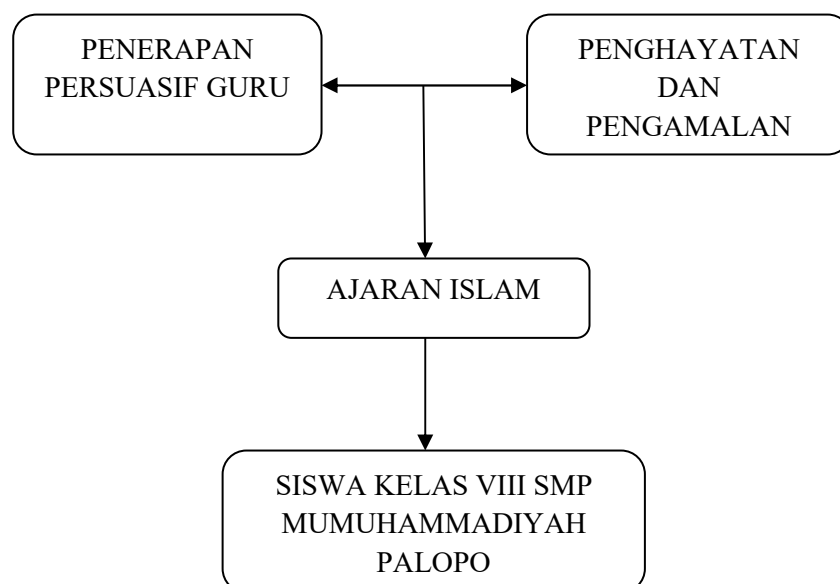 PENERAPAN
PERSUASIF GURU
PENGHAYATAN
DAN
PENGAMALAN
AJARAN ISLAM
SISWA KELAS VIII SMP
MUMUHAMMADIYAH
PALOPO